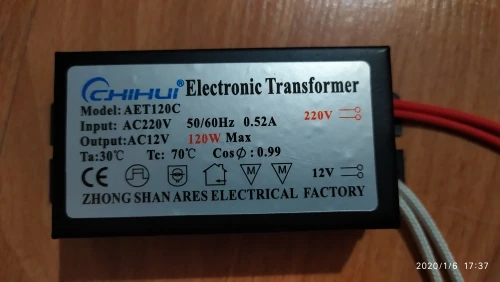 CHIHUI® Electronic Transformer
Model: AET120C
Input: AC220V 50/60Hz 0.52A
220V
Output: AC12V 120W Max
Ta:30℃ Tc: 70℃ CosΦ: 0.99
CE M M 12V
ZHONG SHAN ARES ELECTRICAL FACTORY
2020/1/6 17:37